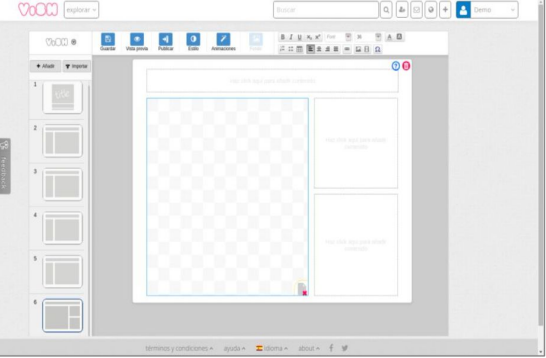 ViSH explorar
Buscar
Demo
ViSH
Guardar Vista previa Publicar Estilo Animaciones
Añadir Importar
1
2
3
4
5
6
Haz click aquí para añadir contenido
Haz click aquí para añadir contenido
Haz click aquí para añadir contenido
feedback
términos y condiciones ayuda idioma about